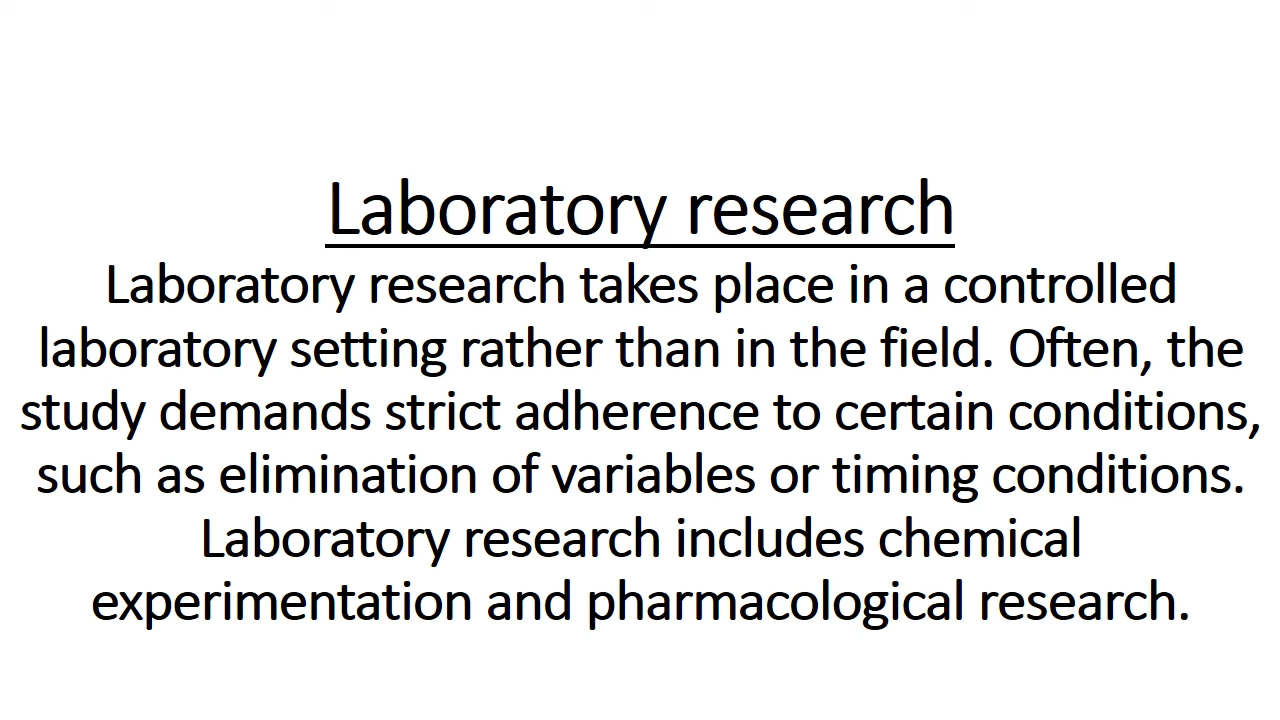 Laboratory research
Laboratory research takes place in a controlled
laboratory setting rather than in the field. Often, the
study demands strict adherence to certain conditions,
such as elimination of variables or timing conditions.
Laboratory research includes chemical
experimentation and pharmacological research.